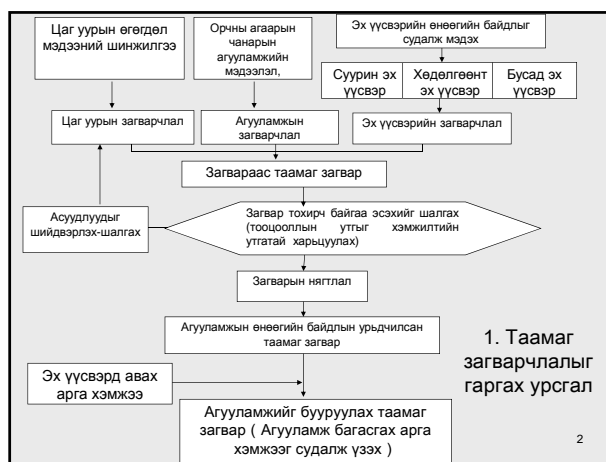 Цаг уурын өгөгдөл
мэдээний шинжилгээ
Орчны агаарын
чанарын
агууламжийн
мэдээлэл,
Эх үүсвэрийн өнөөгийн байдлыг
судалж мэдэх
Суурин эх
үүсвэр
Хөдөлгөөнт
эх үүсвэр
Бусад эх
үүсвэр
Цаг уурын загварчлал
Агууламжын
загварчлал
Эх үүсвэрийн загварчлал
Загвараас таамаг загвар
Асуудлуудыг
шийдвэрлэх-шалгах
Загвар тохирч байгаа эсэхийг шалгах
(тооцооллын утгыг хэмжилтийн
утгатай харьцуулах)
Загварын нягтлал
Агууламжын өнөөгийн байдлын урьдчилсан
таамаг загвар
1. Таамаг
загварчлалыг
гаргах урсгал
Эх үүсвэрд авах
арга хэмжээ
Агууламжийг бууруулах таамаг
загвар ( Агууламж багасгах арга
хэмжээг судалж үзэх )
2